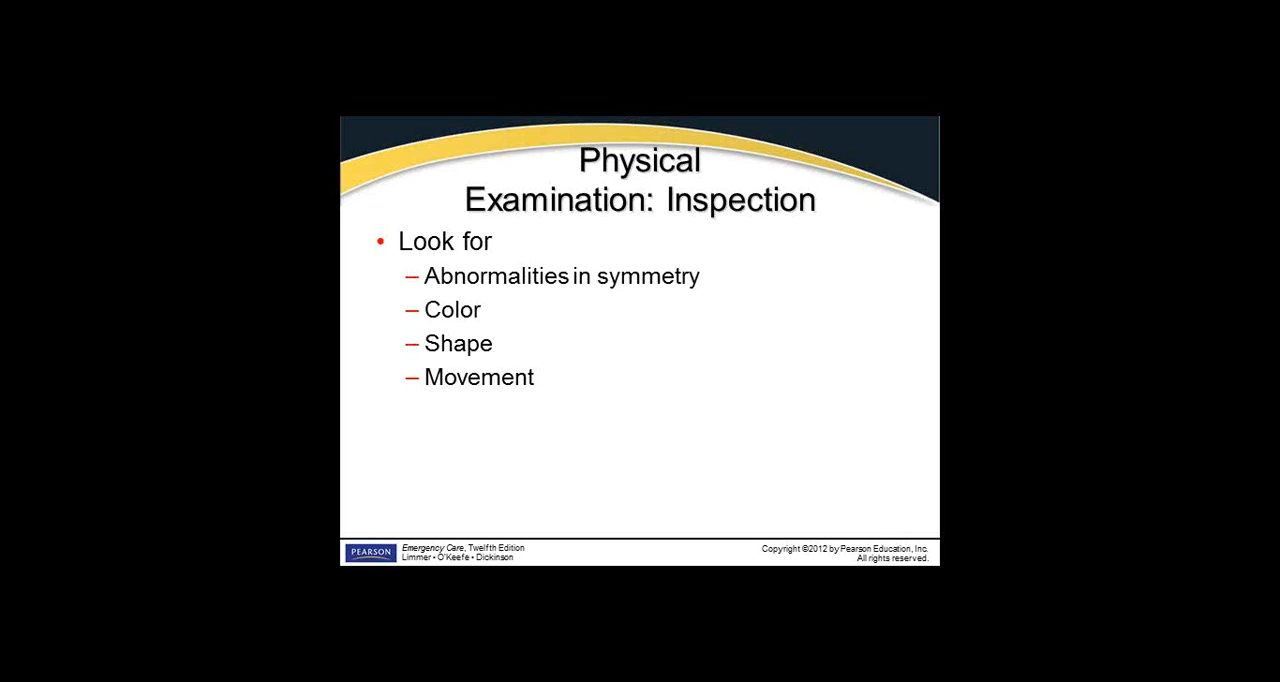 Physical
Examination: Inspection
• Look for
– Abnormalities in symmetry
– Color
– Shape
– Movement
PEARSON
Emergency Care, Twelfth Edition
Limmer • O'Keefe • Dickinson
Copyright ©2012 by Pearson Education, Inc.
All rights reserved.